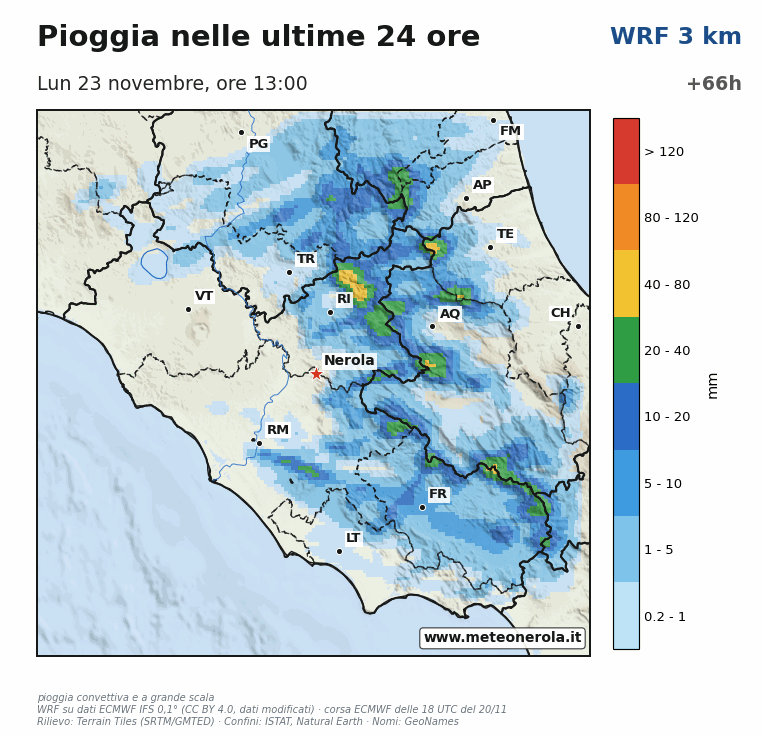 Pioggia nelle ultime 24 ore
WRF 3 km
Lun 23 novembre, ore 13:00
+66h
FM
PG
AP
TE
TR
VT
RI
AQ
CH
Nerola
RM
FR
LT
www.meteonerola.it
> 120
80 - 120
40 - 80
20 - 40
10 - 20
5 - 10
1 - 5
0.2 - 1
mm
pioggia convettiva e a grande scala
WRF su dati ECMWF IFS 0,1° (CC BY 4.0, dati modificati) · corsa ECMWF delle 18 UTC del 20/11
Rilievo: Terrain Tiles (SRTM/GMTED) · Confini: ISTAT, Natural Earth · Nomi: GeoNames